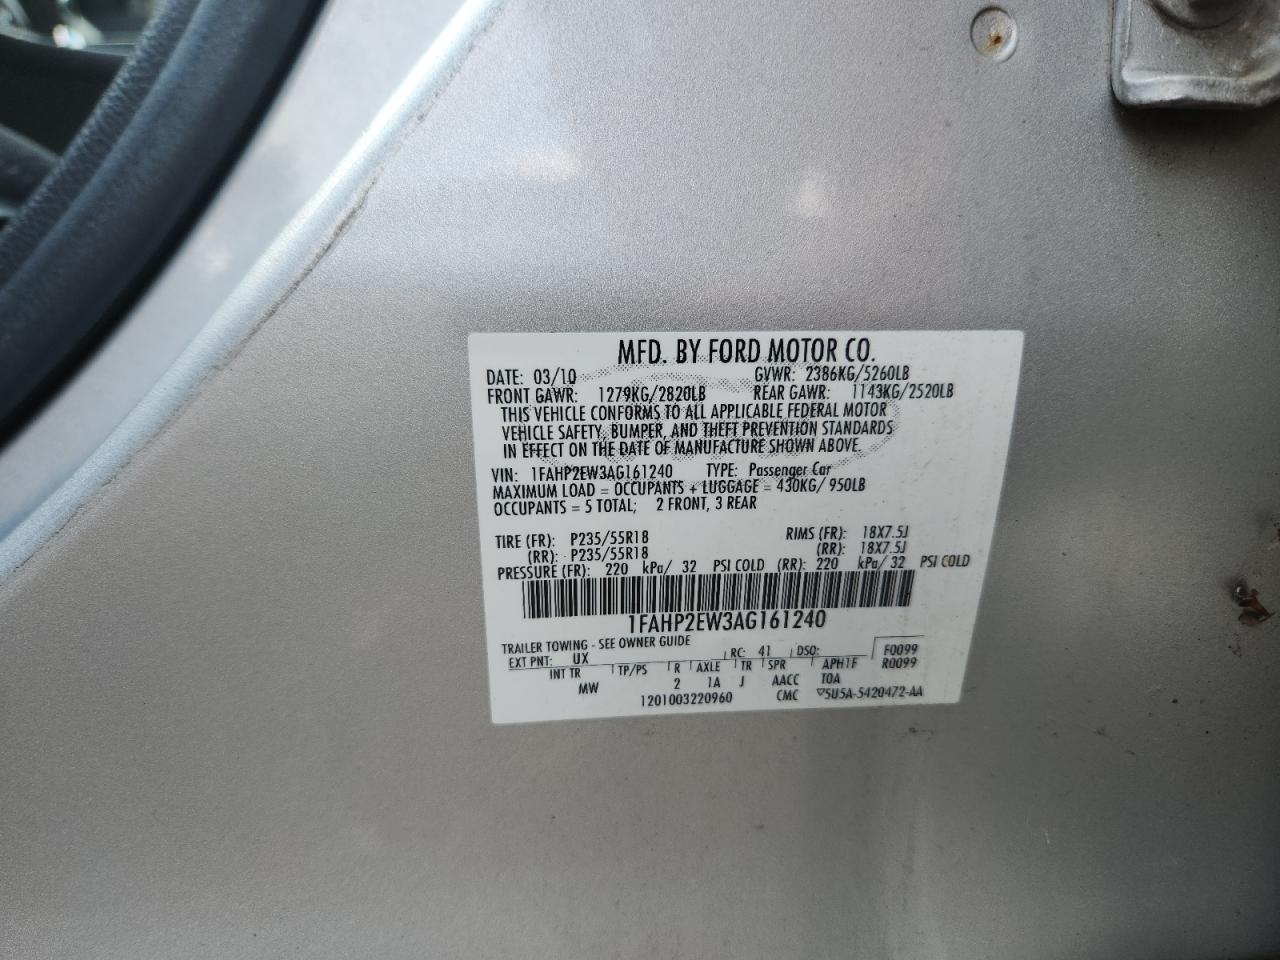 MFD. BY FORD MOTOR CO.
DATE: 03/10 GVWR: 2386KG/5260LB
FRONT GAWR: 1279KG/2820LB REAR GAWR: 1143KG/2520LB
THIS VEHICLE CONFORMS TO ALL APPLICABLE FEDERAL MOTOR
VEHICLE SAFETY, BUMPER, AND THEFT PREVENTION STANDARDS
IN EFFECT ON THE DATE OF MANUFACTURE SHOWN ABOVE.
VIN: 1FAHP2EW3AG161240 TYPE: Passenger Car
MAXIMUM LOAD = OCCUPANTS + LUGGAGE = 430KG/ 950LB
OCCUPANTS = 5 TOTAL; 2 FRONT, 3 REAR
TIRE (FR): P235/55R18 RIMS (FR): 18X7.5J
(RR): P235/55R18 (RR): 18X7.5J
PRESSURE (FR): 220 kPa/ 32 PSI COLD (RR): 220 kPa/ 32 PSI COLD
1FAHP2EW3AG161240
TRAILER TOWING - SEE OWNER GUIDE
EXT PNT: UX RC: 41 DSO: F0099
R0099
INT TR TP/PS R AXLE TR SPR APH1F
MW 2 1A J AACC TOA
1201003220960 CMC 5U5A-5420472-AA